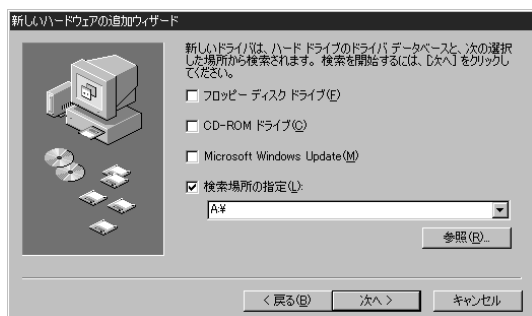 新しいハードウェアの追加ウィザード
新しいドライバは、ハード ドライブのドライバ データベースと、次の選択
した場所から検索されます。検索を開始するには、[次へ] をクリックし
てください。
フロッピー ディスク ドライブ(F)
CD-ROM ドライブ(C)
Microsoft Windows Update(M)
検索場所の指定(L):
A:¥
参照(R)...
< 戻る(B)
次へ >
キャンセル